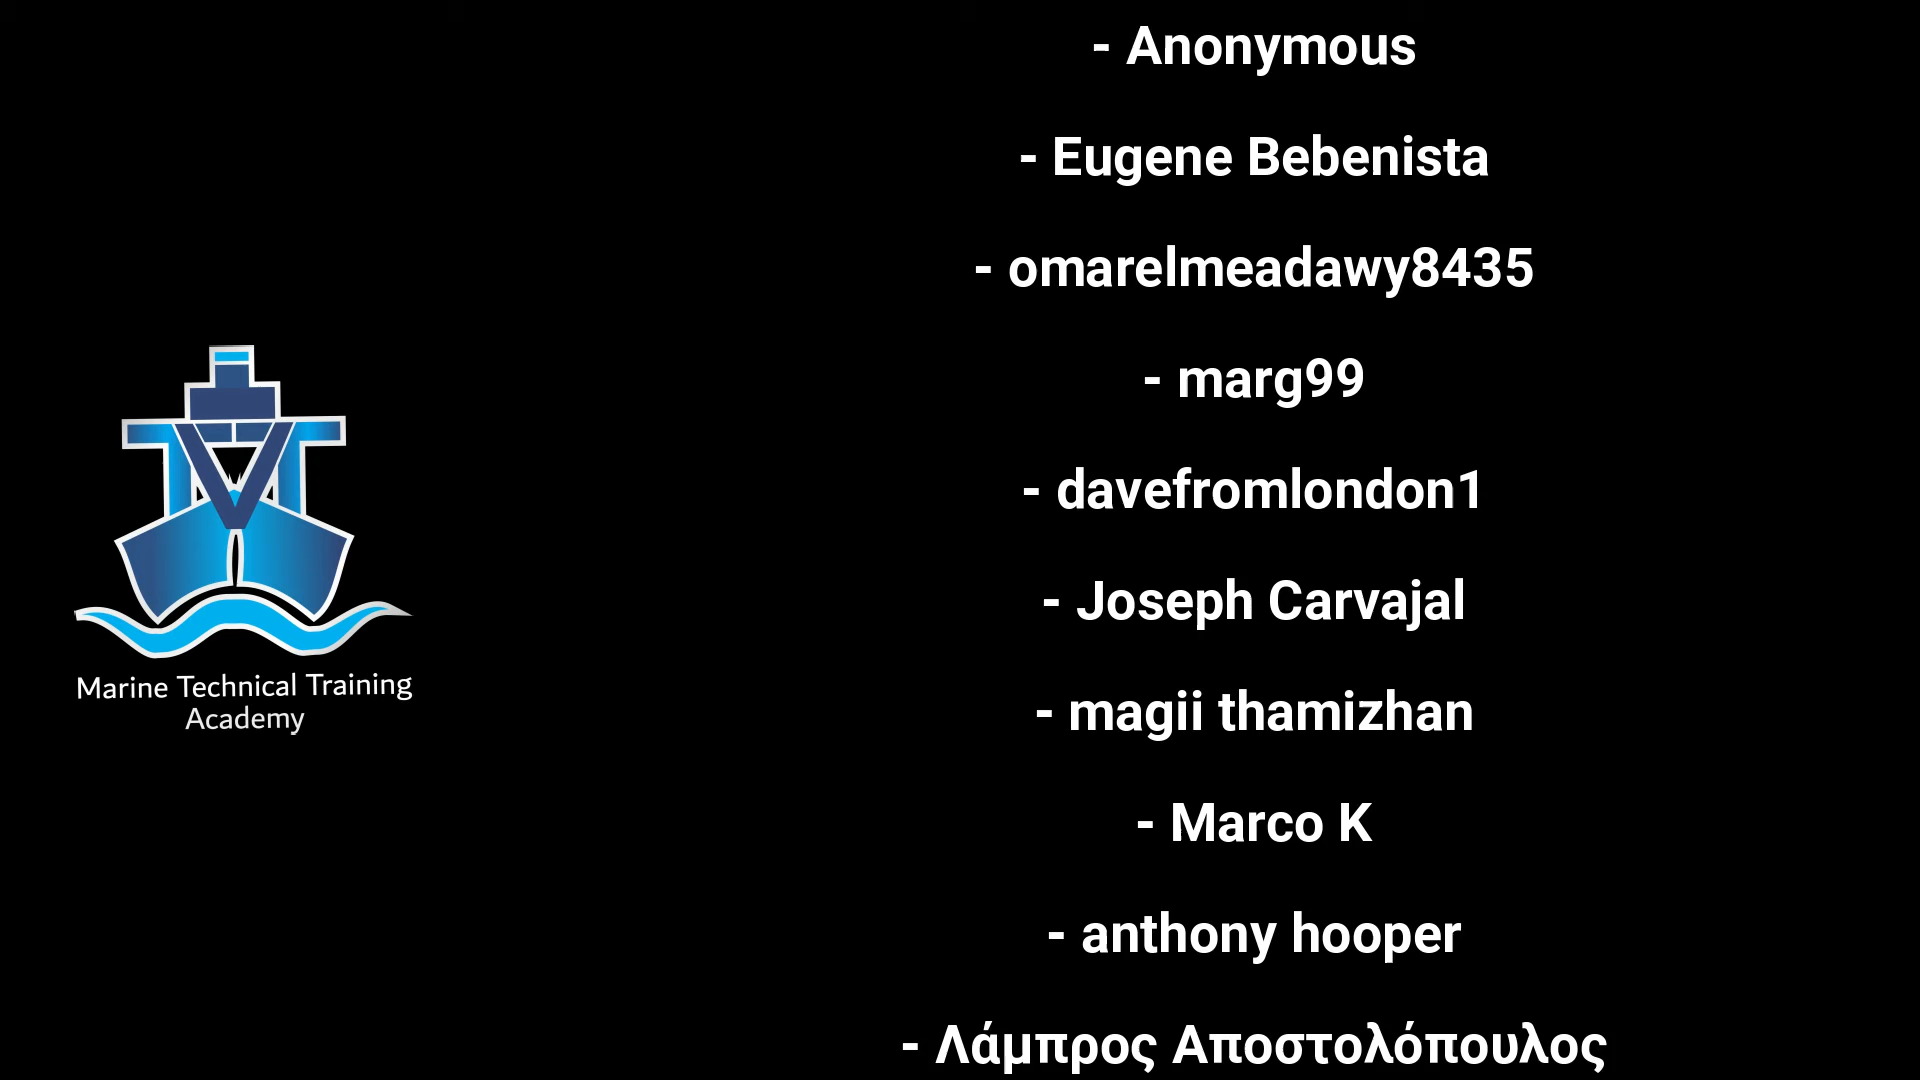 - Anonymous
- Eugene Bebenista
- omarelmeadawy8435
- marg99
- davefromlondon1
- Joseph Carvajal
- magii thamizhan
- Marco K
- anthony hooper
- Λάμπρος Αποστολόπουλος
Marine Technical Training
Academy